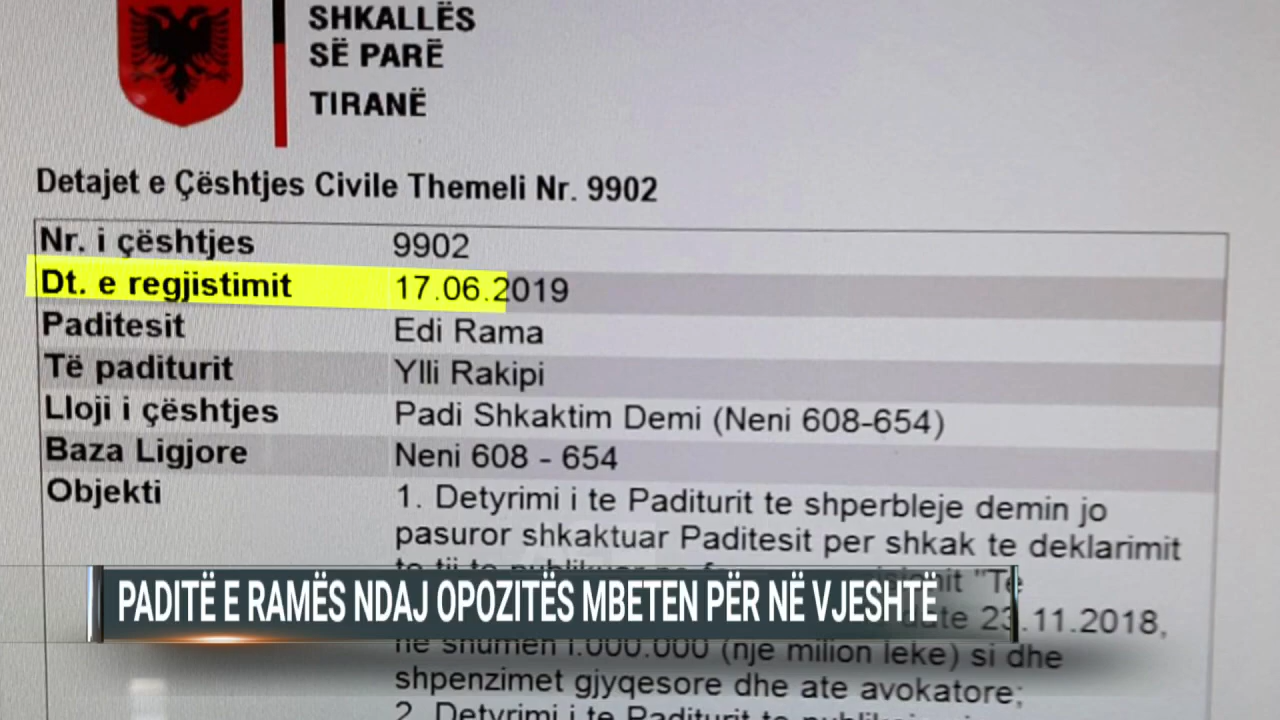 SHKALLËS
SË PARË
TIRANË
Detajet e Çështjes Civile Themeli Nr. 9902
Nr. i çështjes 9902
Dt. e regjistimit 17.06.2019
Paditesit Edi Rama
Të paditurit Ylli Rakipi
Lloji i çështjes Padi Shkaktim Demi (Neni 608-654)
Baza Ligjore Neni 608 - 654
Objekti 1. Detyrimi i te Paditurit te shperbleje demin jo
pasuror shkaktuar Paditesit per shkak te deklarimit
"Të
PADITË E RAMËS NDAJ OPOZITËS MBETEN PËR NË VJESHTË
date 23.11.2018,
ne shumen 1.000.000 (nje milion leke) si dhe
shpenzimet gjyqesore dhe ate avokatore;
2. Detyrimi i te Paditurit te